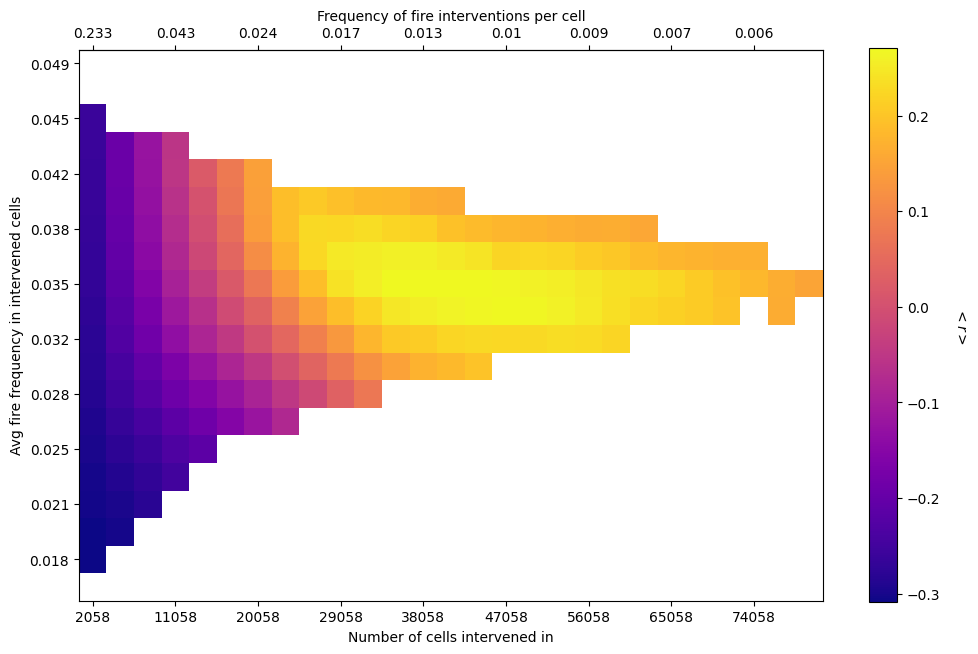 Frequency of fire interventions per cell
0.233 0.043 0.024 0.017 0.013 0.01 0.009 0.007 0.006
0.049
0.045
0.042
0.038
0.035
0.032
0.028
0.025
0.021
0.018
Avg fire frequency in intervened cells
2058 11058 20058 29058 38058 47058 56058 65058 74058
Number of cells intervened in
0.2
0.1
0.0
−0.1
−0.2
−0.3
< r >